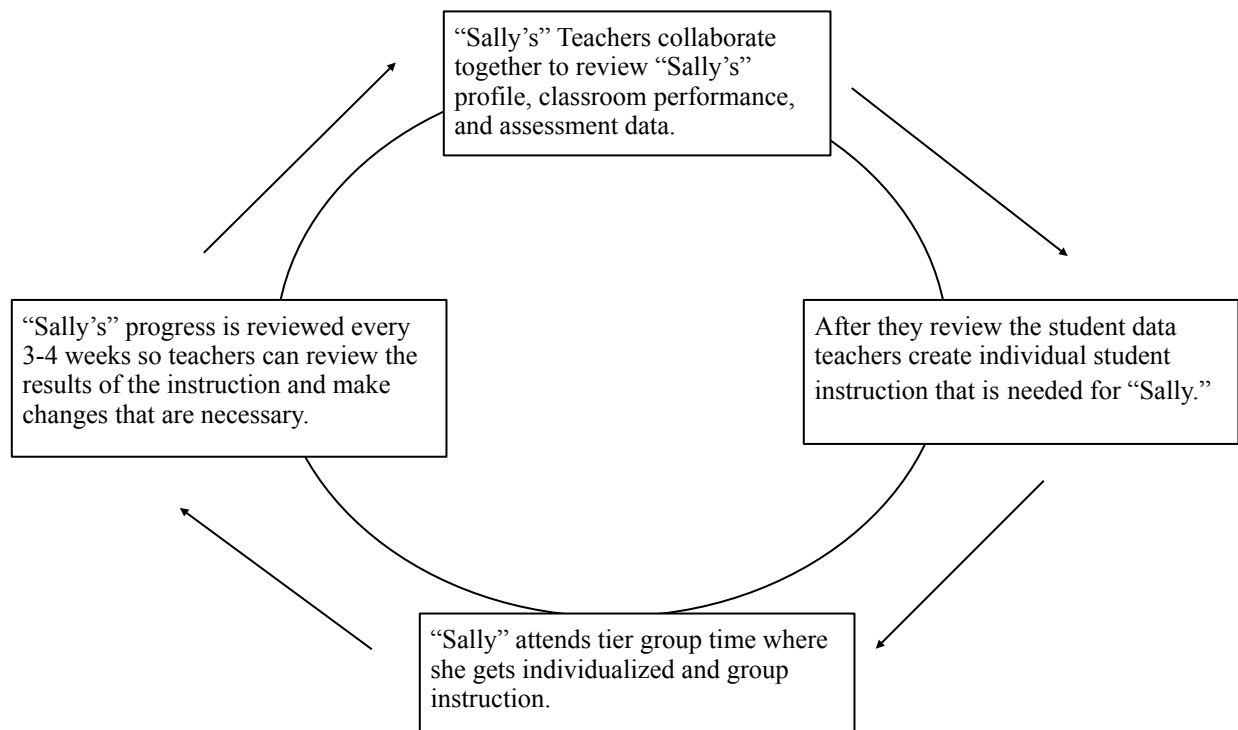 “Sally’s” Teachers collaborate
together to review “Sally’s”
profile, classroom performance,
and assessment data.
“Sally’s” progress is reviewed every
3-4 weeks so teachers can review the
results of the instruction and make
changes that are necessary.
After they review the student data
teachers create individual student
instruction that is needed for “Sally.”
“Sally” attends tier group time where
she gets individualized and group
instruction.